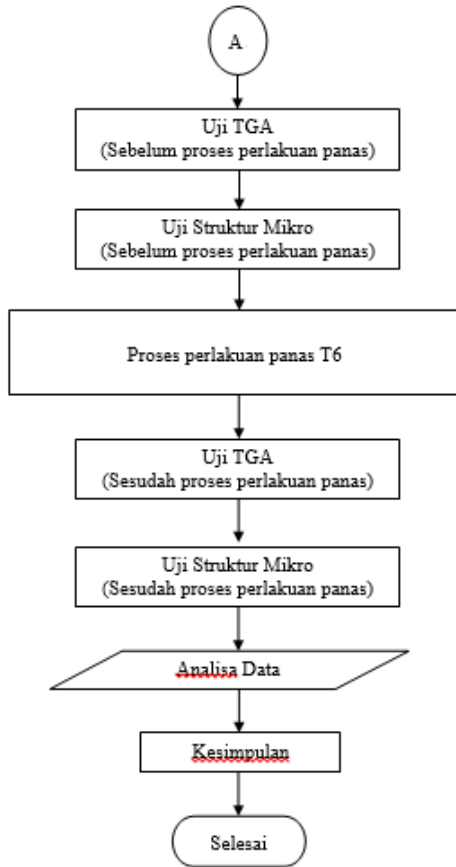 A
Uji TGA
(Sebelum proses perlakuan panas)
Uji Struktur Mikro
(Sebelum proses perlakuan panas)
Proses perlakuan panas T6
Uji TGA
(Sesudah proses perlakuan panas)
Uji Struktur Mikro
(Sesudah proses perlakuan panas)
Analisa Data
Kesimpulan
Selesai